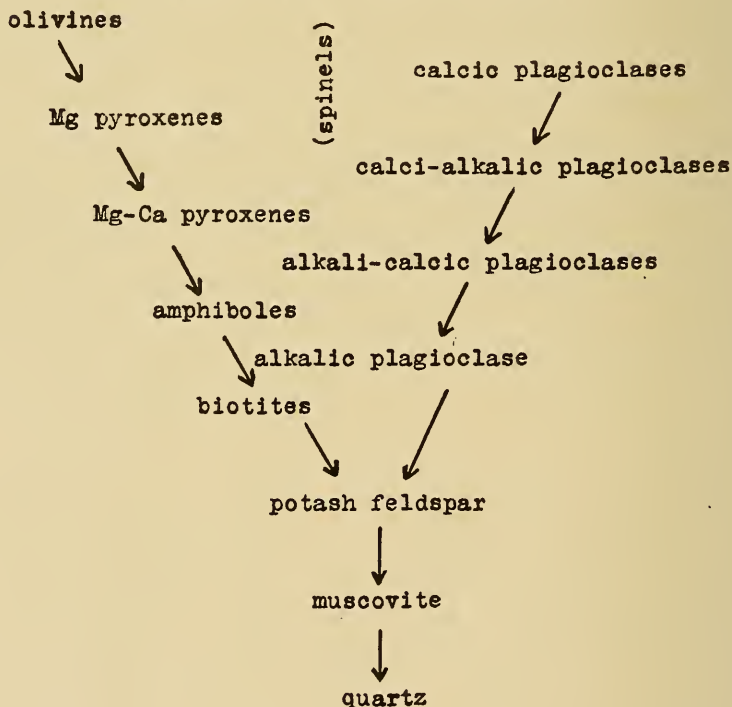 olivines
(spinels)
calcic plagioclases
Mg pyroxenes
calci-alkalic plagioclases
Mg-Ca pyroxenes
alkali-calcic plagioclases
amphiboles
alkalic plagioclase
biotites
potash feldspar
muscovite
quartz